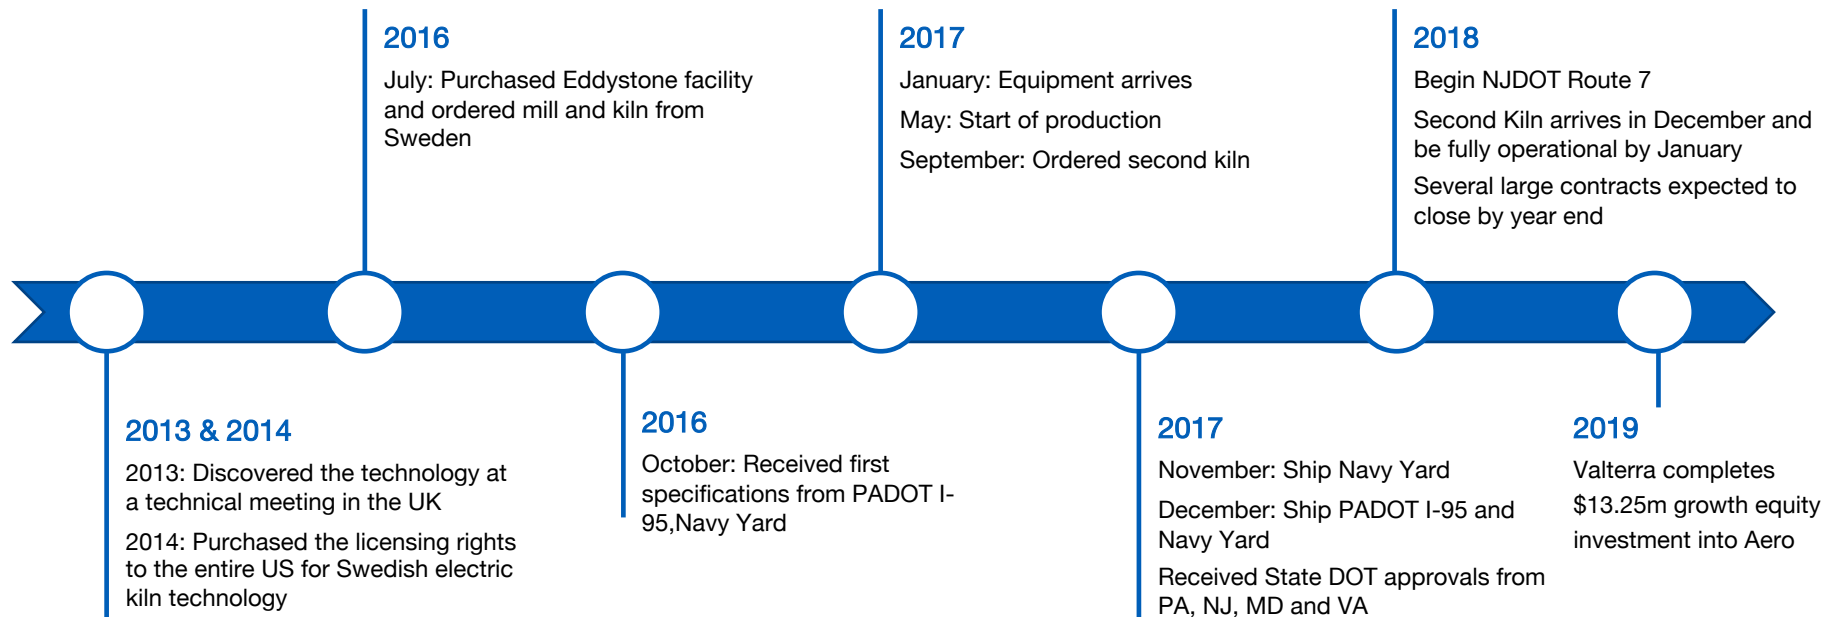 2016
July: Purchased Eddystone facility
and ordered mill and kiln from
Sweden
2017
January: Equipment arrives
May: Start of production
September: Ordered second kiln
2018
Begin NJDOT Route 7
Second Kiln arrives in December and
be fully operational by January
Several large contracts expected to
close by year end
2013 & 2014
2013: Discovered the technology at
a technical meeting in the UK
2014: Purchased the licensing rights
to the entire US for Swedish electric
kiln technology
2016
October: Received first
specifications from PADOT I-
95,Navy Yard
2017
November: Ship Navy Yard
December: Ship PADOT I-95 and
Navy Yard
Received State DOT approvals from
PA, NJ, MD and VA
2019
Valterra completes
$13.25m growth equity
investment into Aero